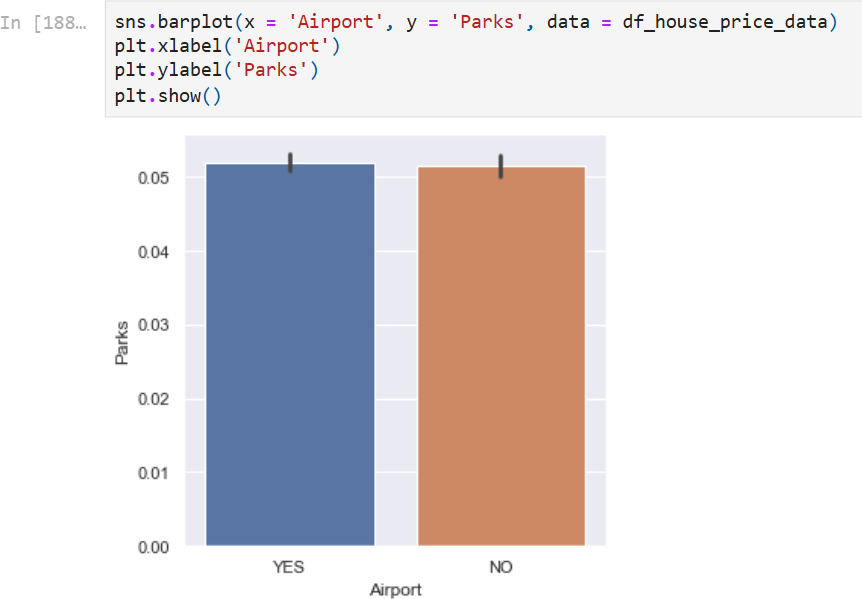 In [188…
sns.barplot(x = 'Airport', y = 'Parks', data = df_house_price_data)
plt.xlabel('Airport')
plt.ylabel('Parks')
plt.show()
0.05
0.04
0.03
0.02
0.01
0.00
Parks
YES NO
Airport